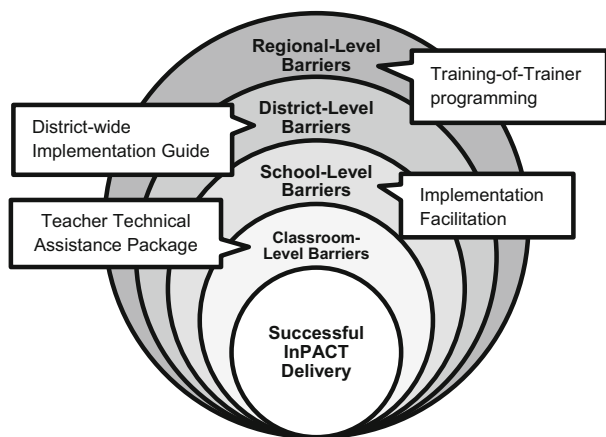 Regional-Level
Barriers
Training-of-Trainer
programming
District-Level
Barriers
District-wide
Implementation Guide
School-Level
Barriers
Implementation
Facilitation
Teacher Technical
Assistance Package
Classroom-
Level Barriers
Successful
InPACT
Delivery